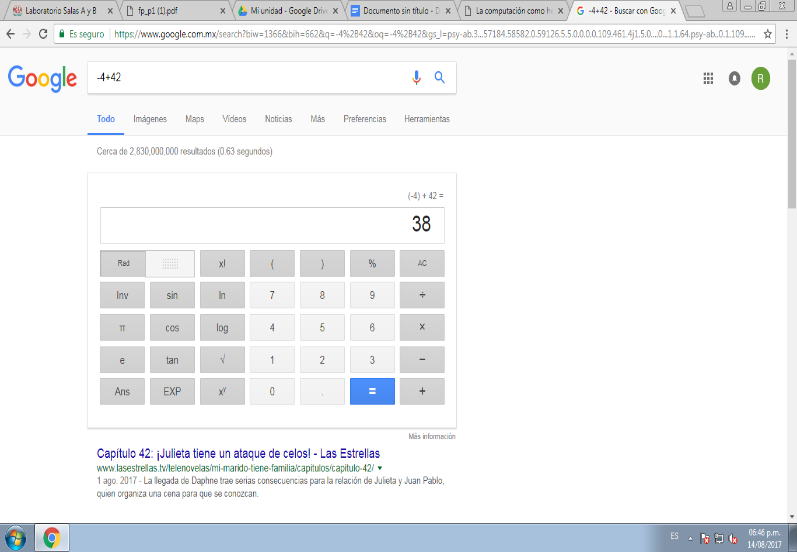 Laboratorio Salas A y B
fp_p1 (1).pdf
Mi unidad - Google Drive
Documento sin título - D
La computación como he
-4+42 - Buscar con Goog
Es seguro
https://www.google.com.mx/search?biw=1366&bih=662&q=-4%2B42&oq=-4%2B42&gs_l=psy-ab.3...57184.58582.0.59126.5.5.0.0.0.0.109.461.4j1.5.0....0...1.1.64.psy-ab..0.1.109......
Google
-4+42
R
Todo Imágenes Maps Vídeos Noticias Más Preferencias Herramientas
Cerca de 2,830,000,000 resultados (0.63 segundos)
(-4) + 42 =
38
Rad x! ( ) % AC
Inv sin ln 7 8 9 ÷
π cos log 4 5 6 ×
e tan √ 1 2 3 −
Ans EXP xʸ 0 . = +
Más información
Capítulo 42: ¡Julieta tiene un ataque de celos! - Las Estrellas
www.lasestrellas.tv/telenovelas/mi-marido-tiene-familia/capitulos/capitulo-42/
1 ago. 2017 - La llegada de Daphne trae serias consecuencias para la relación de Julieta y Juan Pablo,
quien organiza una cena para que se conozcan.
ES
06:46 p.m.
14/08/2017